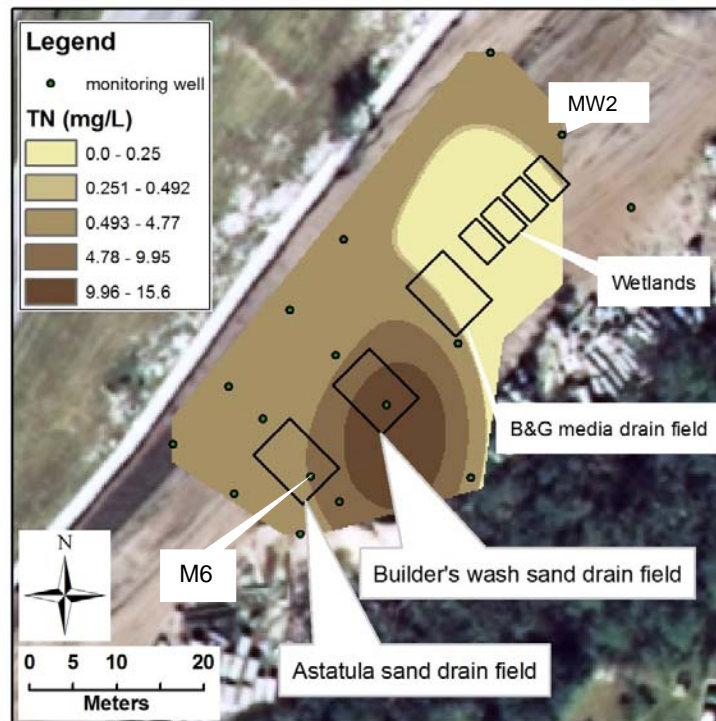 Legend
monitoring well
TN (mg/L)
0.0 - 0.25
0.251 - 0.492
0.493 - 4.77
4.78 - 9.95
9.96 - 15.6
MW2
Wetlands
B&G media drain field
Builder's wash sand drain field
M6
Astatula sand drain field
N
0 5 10 20
Meters